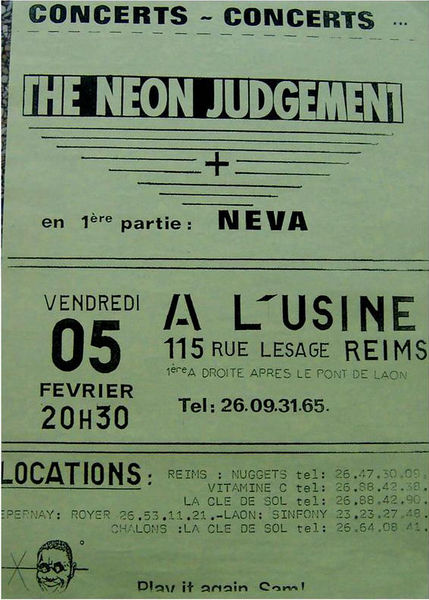 CONCERTS ~ CONCERTS ...
THE NEON JUDGEMENT
+
en 1ère partie: NEVA
VENDREDI
05
FEVRIER
20H30
A L'USINE
115 RUE LESAGE REIMS
1èreA DROITE APRES LE PONT DE LAON
Tel: 26.09.31.65.
LOCATIONS: REIMS : NUGGETS tel: 26.47.30.09.
VITAMINE C tel: 26.88.42.38.
LA CLE DE SOL tel: 26.88.42.90.
EPERNAY: ROYER 26.53.11.21.-LAON: SINFONY 23.23.27.48.
CHALONS :LA CLE DE SOL tel: 26.64.08.41.
Play it again, Sam!